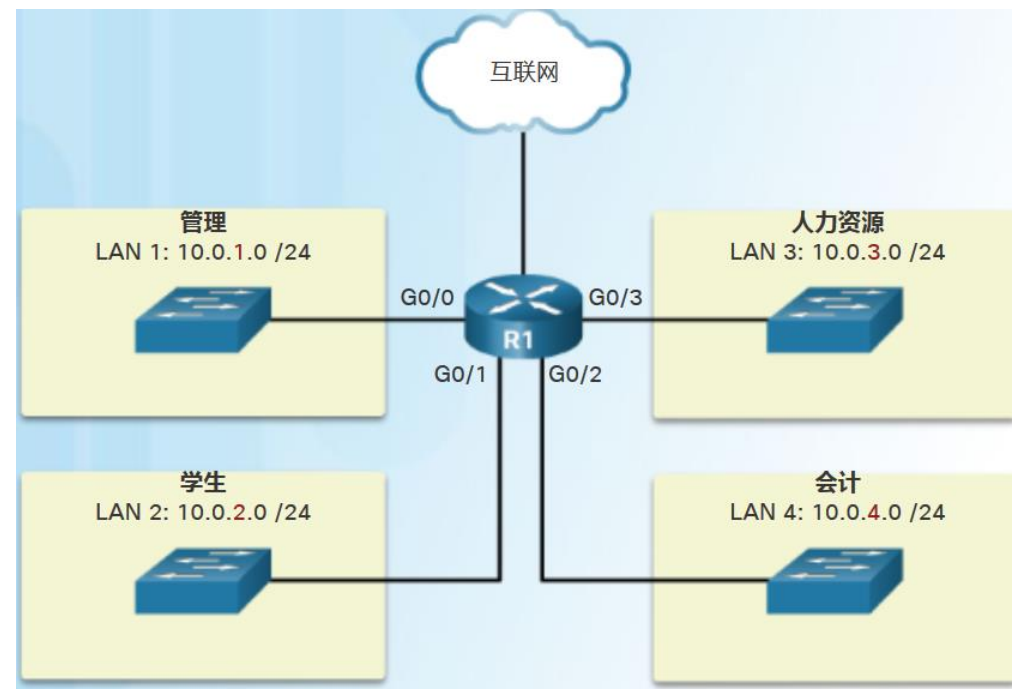 互联网
管理
LAN 1: 10.0.1.0 /24
人力资源
LAN 3: 10.0.3.0 /24
G0/0
G0/3
R1
G0/1
G0/2
学生
LAN 2: 10.0.2.0 /24
会计
LAN 4: 10.0.4.0 /24